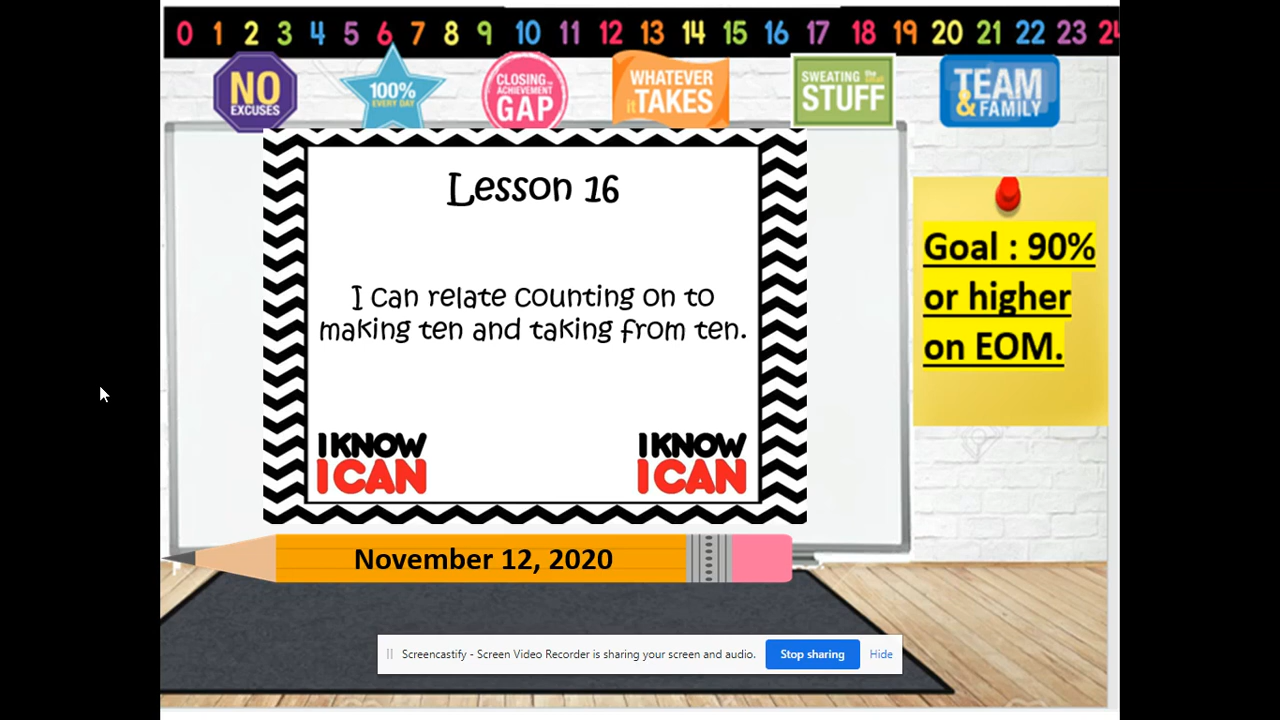 0 1 2 3 4 5 6 7 8 9 10 11 12 13 14 15 16 17 18 19 20 21 22 23 24
NO
EXCUSES
100%
EVERY DAY
CLOSING THE
ACHIEVEMENT
GAP
WHATEVER
it TAKES
SWEATING the small
STUFF
TEAM
& FAMILY
Lesson 16
I can relate counting on to
making ten and taking from ten.
I KNOW
I CAN
I KNOW
I CAN
Goal : 90%
or higher
on EOM.
November 12, 2020
Screencastify - Screen Video Recorder is sharing your screen and audio. Stop sharing Hide